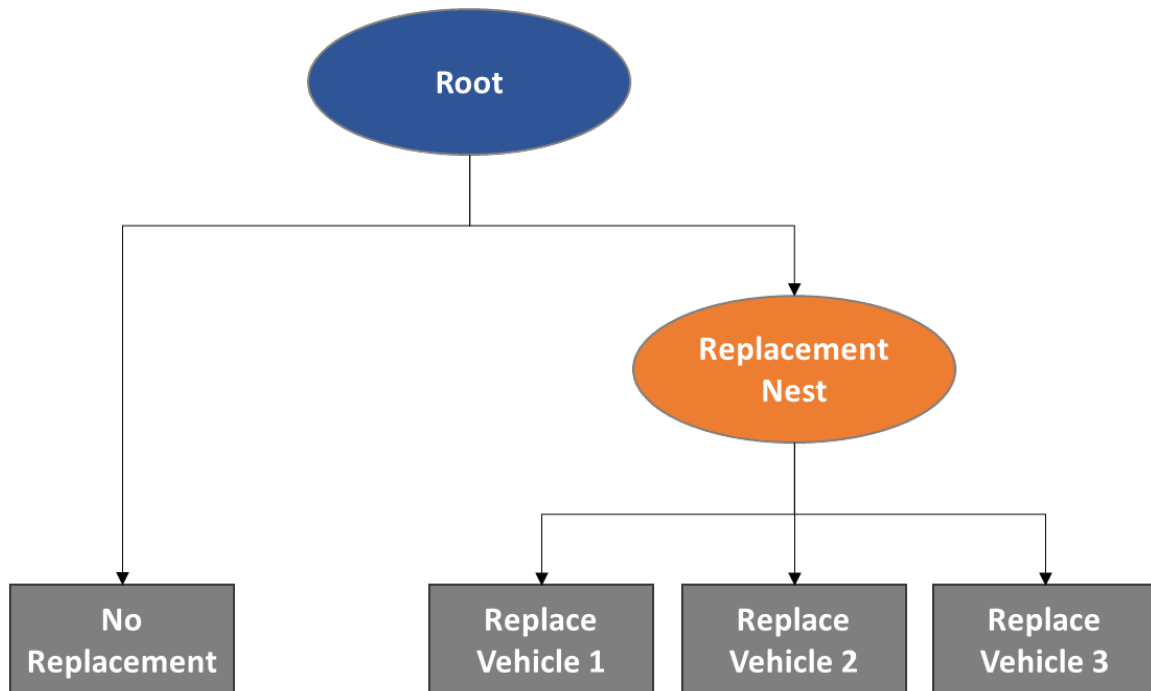 Root
Replacement
Nest
No
Replacement
Replace
Vehicle 1
Replace
Vehicle 2
Replace
Vehicle 3